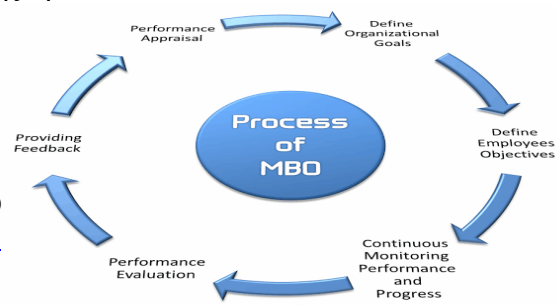 Performance
Appraisal
Define
Organizational
Goals
Define
Employees
Objectives
Continuous
Monitoring
Performance
and
Progress
Performance
Evaluation
Providing
Feedback
Process
of
MBO